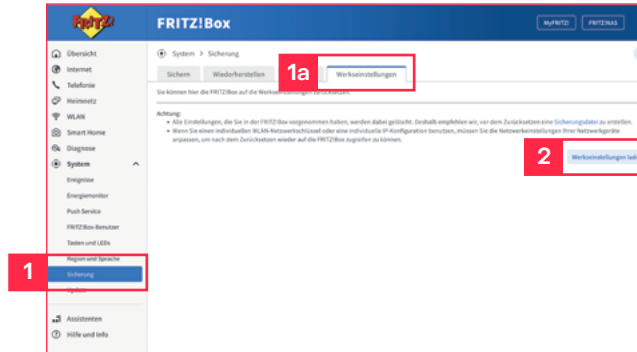 FRITZ!
FRITZ!Box
MyFRITZ!
FRITZ!NAS
Übersicht
Internet
Telefonie
Heimnetz
WLAN
Smart Home
Diagnose
System
Ereignisse
Energiemonitor
Push Service
FRITZ!Box-Benutzer
Tasten und LEDs
Region und Sprache
1
Sicherung
Update
Assistenten
Hilfe und Info
System > Sicherung
Sichern
Wiederherstellen
1a
Werkseinstellungen
Sie können hier die FRITZ!Box auf die Werkseinstellungen zurücksetzen.
Achtung:
• Alle Einstellungen, die Sie in der FRITZ!Box vorgenommen haben, werden dabei gelöscht. Deshalb empfehlen wir, vor dem Zurücksetzen eine Sicherungsdatei zu erstellen.
• Wenn Sie einen individuellen WLAN-Netzwerkschlüssel oder eine individuelle IP-Konfiguration benutzen, müssen Sie die Netzwerkeinstellungen Ihrer Netzwerkgeräte
anpassen, um nach dem Zurücksetzen wieder auf die FRITZ!Box zugreifen zu können.
2
Werkseinstellungen lad